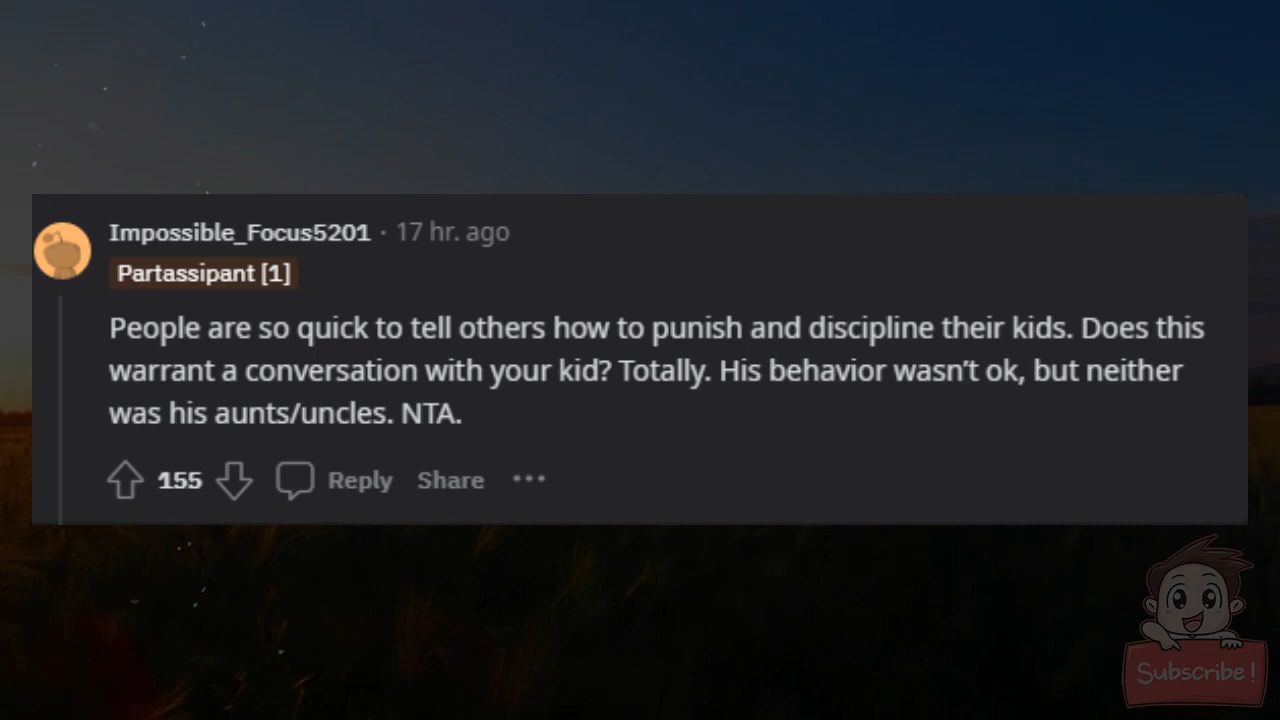 Impossible_Focus5201 · 17 hr. ago
Partassipant [1]
People are so quick to tell others how to punish and discipline their kids. Does this
warrant a conversation with your kid? Totally. His behavior wasn’t ok, but neither
was his aunts/uncles. NTA.
155 Reply Share ···
Subscribe!